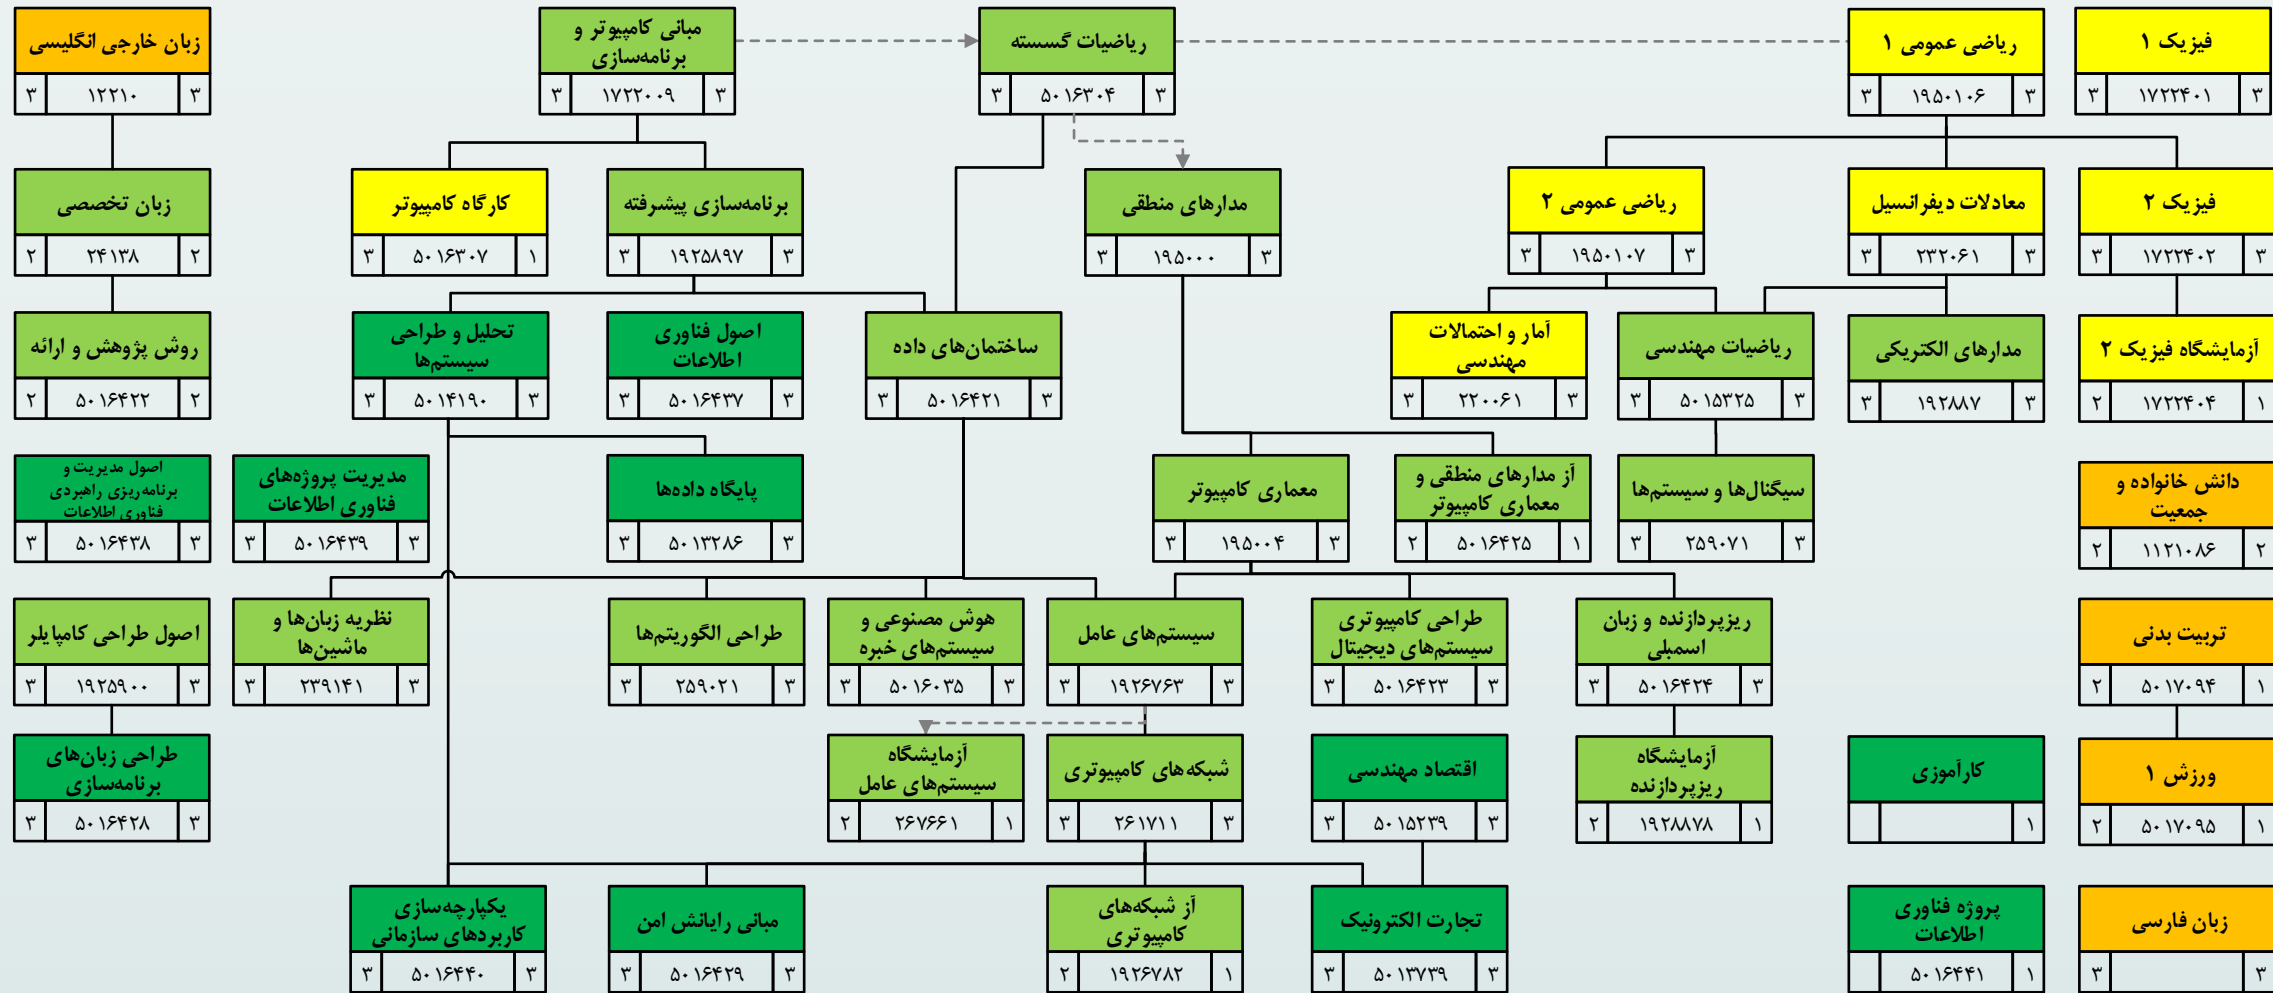 زبان خارجی انگلیسی
۳ ۱۲۲۱۰ ۳
مبانی کامپیوتر و
برنامه‌سازی
۳ ۱۷۲۲۰۰۹ ۳
ریاضیات گسسته
۳ ۵۰۱۶۳۰۴ ۳
ریاضی عمومی ۱
۳ ۱۹۵۰۱۰۶ ۳
فیزیک ۱
۳ ۱۷۲۲۴۰۱ ۳
زبان تخصصی
۲ ۲۴۱۳۸ ۲
کارگاه کامپیوتر
۳ ۵۰۱۶۳۰۷ ۱
برنامه‌سازی پیشرفته
۳ ۱۹۲۵۸۹۷ ۳
مدارهای منطقی
۳ ۱۹۵۰۰۰ ۳
ریاضی عمومی ۲
۳ ۱۹۵۰۱۰۷ ۳
معادلات دیفرانسیل
۳ ۲۳۲۰۶۱ ۳
فیزیک ۲
۳ ۱۷۲۲۴۰۲ ۳
روش پژوهش و ارائه
۲ ۵۰۱۶۴۲۲ ۲
تحلیل و طراحی
سیستم‌ها
۳ ۵۰۱۴۱۹۰ ۳
اصول فناوری
اطلاعات
۳ ۵۰۱۶۴۳۷ ۳
ساختمان‌های داده
۳ ۵۰۱۶۴۲۱ ۳
آمار و احتمالات
مهندسی
۳ ۲۲۰۰۶۱ ۳
ریاضیات مهندسی
۳ ۵۰۱۵۳۲۵ ۳
مدارهای الکتریکی
۳ ۱۹۲۸۸۷ ۳
آزمایشگاه فیزیک ۲
۲ ۱۷۲۲۴۰۴ ۱
اصول مدیریت و
برنامه‌ریزی راهبردی
فناوری اطلاعات
۳ ۵۰۱۶۴۳۸ ۳
مدیریت پروژه‌های
فناوری اطلاعات
۳ ۵۰۱۶۴۳۹ ۳
پایگاه داده‌ها
۳ ۵۰۱۳۲۸۶ ۳
معماری کامپیوتر
۳ ۱۹۵۰۰۴ ۳
آز مدارهای منطقی و
معماری کامپیوتر
۲ ۵۰۱۶۴۲۵ ۱
سیگنال‌ها و سیستم‌ها
۳ ۲۵۹۰۷۱ ۳
دانش خانواده و
جمعیت
۲ ۱۱۲۱۰۸۶ ۲
اصول طراحی کامپایلر
۳ ۱۹۲۵۹۰۰ ۳
نظریه زبان‌ها و
ماشین‌ها
۳ ۲۳۹۱۴۱ ۳
طراحی الگوریتم‌ها
۳ ۲۵۹۰۲۱ ۳
هوش مصنوعی و
سیستم‌های خبره
۳ ۵۰۱۶۰۳۵ ۳
سیستم‌های عامل
۳ ۱۹۲۶۷۶۳ ۳
طراحی کامپیوتری
سیستم‌های دیجیتال
۳ ۵۰۱۶۴۲۳ ۳
ریزپردازنده و زبان
اسمبلی
۳ ۵۰۱۶۴۲۴ ۳
تربیت بدنی
۲ ۵۰۱۷۰۹۴ ۱
طراحی زبان‌های
برنامه‌سازی
۳ ۵۰۱۶۴۲۸ ۳
آزمایشگاه
سیستم‌های عامل
۲ ۲۶۷۶۶۱ ۱
شبکه‌های کامپیوتری
۳ ۲۶۱۷۱۱ ۳
اقتصاد مهندسی
۳ ۵۰۱۵۲۳۹ ۳
آزمایشگاه
ریزپردازنده
۲ ۱۹۲۸۸۷۸ ۱
کارآموزی
۱
ورزش ۱
۲ ۵۰۱۷۰۹۵ ۱
یکپارچه‌سازی
کاربردهای سازمانی
۳ ۵۰۱۶۴۴۰ ۳
مبانی رایانش امن
۳ ۵۰۱۶۴۲۹ ۳
آز شبکه‌های
کامپیوتری
۲ ۱۹۲۶۷۸۲ ۱
تجارت الکترونیک
۳ ۵۰۱۳۷۳۹ ۳
پروژه فناوری
اطلاعات
۵۰۱۶۴۴۱ ۱
زبان فارسی
۳ ۳